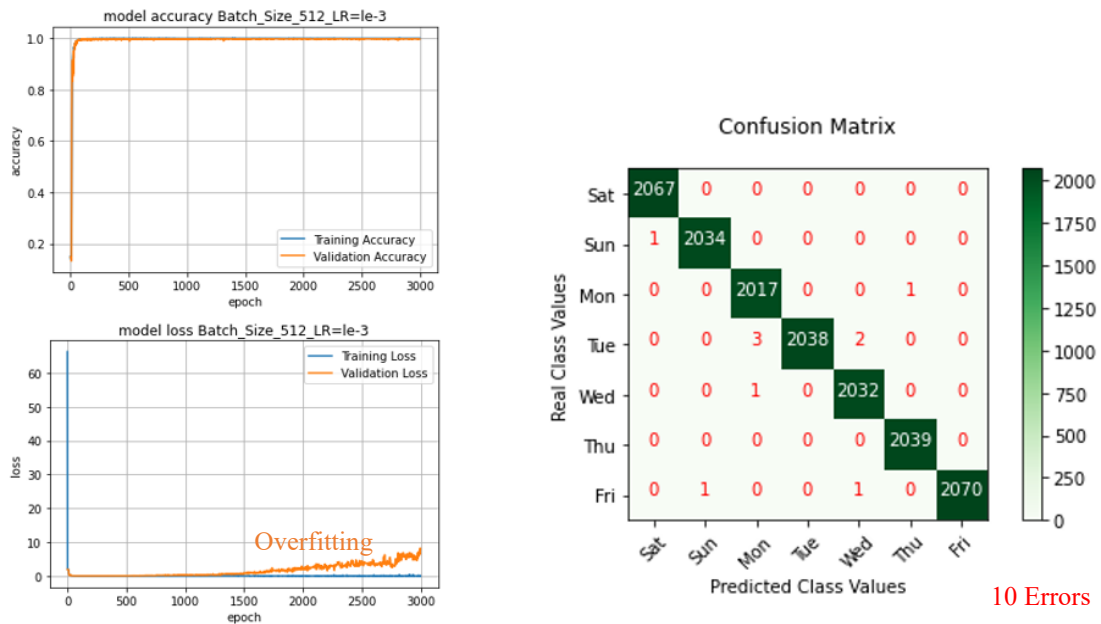 model accuracy Batch_Size_512_LR=le-3
1.0
0.8
0.6
0.4
0.2
accuracy
Training Accuracy
Validation Accuracy
0 500 1000 1500 2000 2500 3000
epoch
model loss Batch_Size_512_LR=le-3
60
50
40
30
20
10
0
loss
Training Loss
Validation Loss
Overfitting
0 500 1000 1500 2000 2500 3000
epoch
Confusion Matrix
Real Class Values
Sat 2067 0 0 0 0 0 0
Sun 1 2034 0 0 0 0 0
Mon 0 0 2017 0 0 1 0
Tue 0 0 3 2038 2 0 0
Wed 0 0 1 0 2032 0 0
Thu 0 0 0 0 0 2039 0
Fri 0 1 0 0 1 0 2070
Sat Sun Mon Tue Wed Thu Fri
Predicted Class Values
2000
1750
1500
1250
1000
750
500
250
0
10 Errors